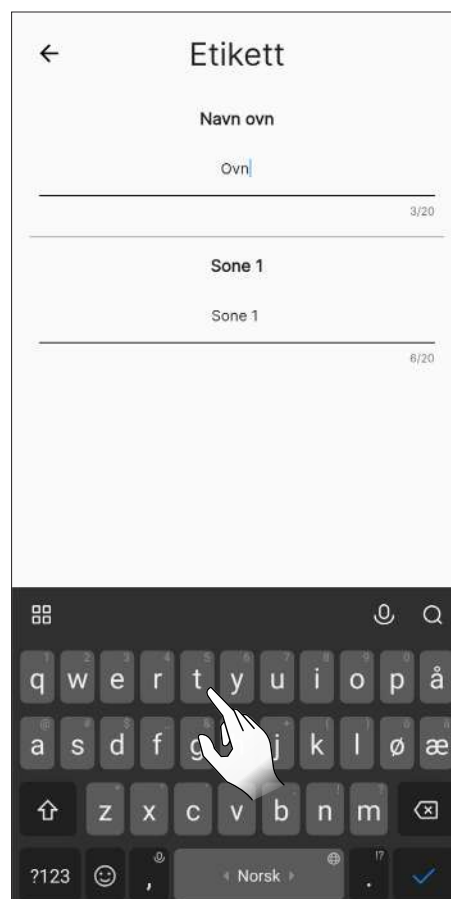 Etikett
Navn ovn
Ovn
3/20
Sone 1
Sone 1
6/20
q w e r t y u i o p å
a s d f g j k l ø æ
z x c v b n m
?123 , Norsk .